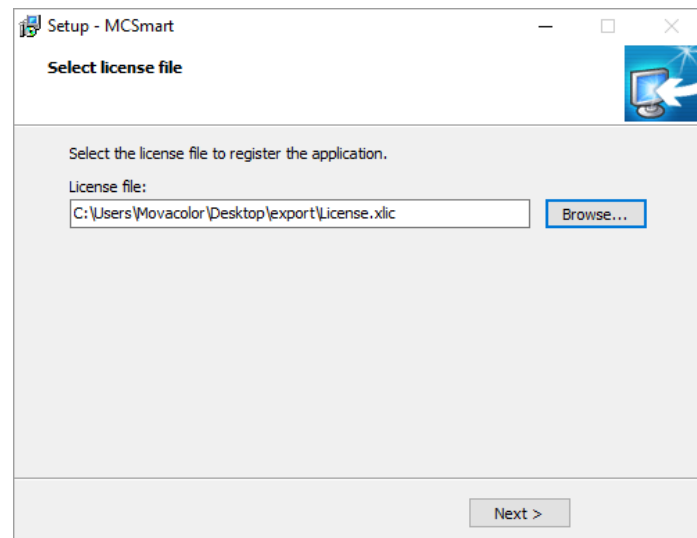 Setup - MCSmart
Select license file
Select the license file to register the application.
License file:
C:\Users\Movacolor\Desktop\export\License.xlic
Browse...
Next >